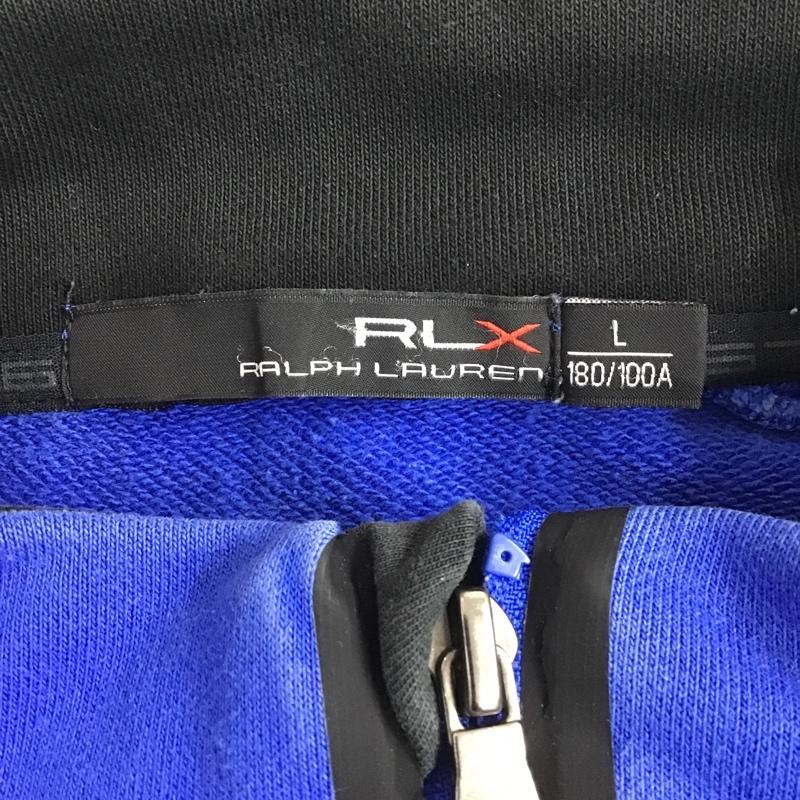 RLX
RALPH LAUREN
L
180/100A